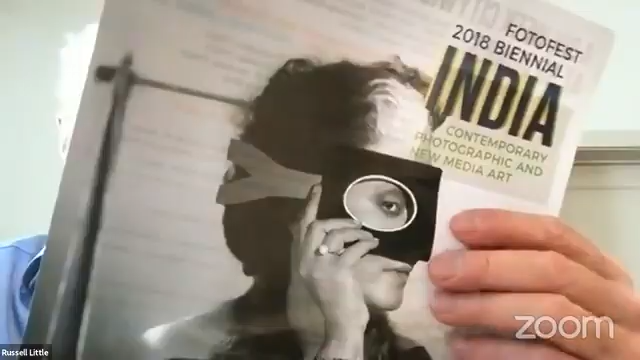 FOTOFEST
2018 BIENNIAL
INDIA
CONTEMPORARY
PHOTOGRAPHIC AND
NEW MEDIA ART
zoom
Russell Little